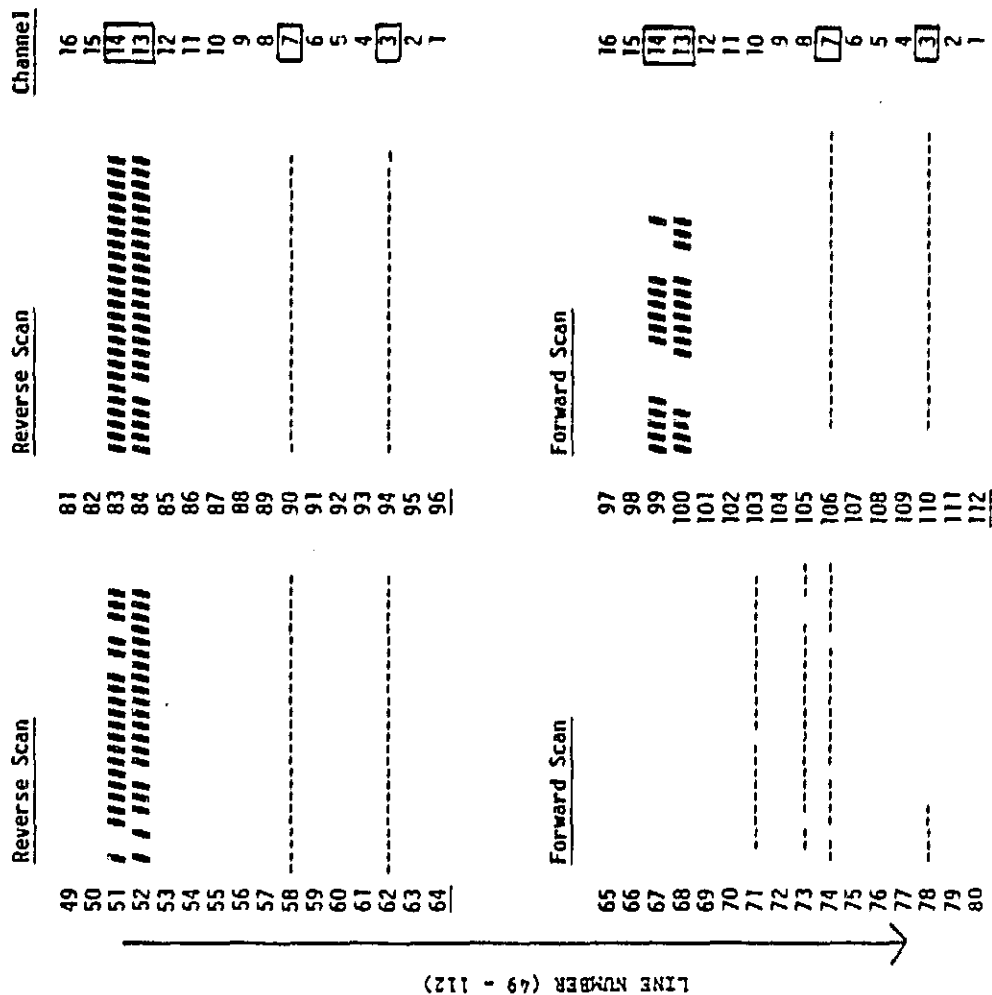 Reverse Scan Reverse Scan Channel
49 81 16
50 82 15
51 83 14
52 84 13
53 85 12
54 86 11
55 87 10
56 88 9
57 89 8
58 90 7
59 91 6
60 92 5
61 93 4
62 94 3
63 95 2
64 96 1
Forward Scan Forward Scan
65 97 16
66 98 15
67 99 14
68 100 13
69 101 12
70 102 11
71 103 10
72 104 9
73 105 8
74 106 7
75 107 6
76 108 5
77 109 4
78 110 3
79 111 2
80 112 1
LINE NUMBER (49 - 112)